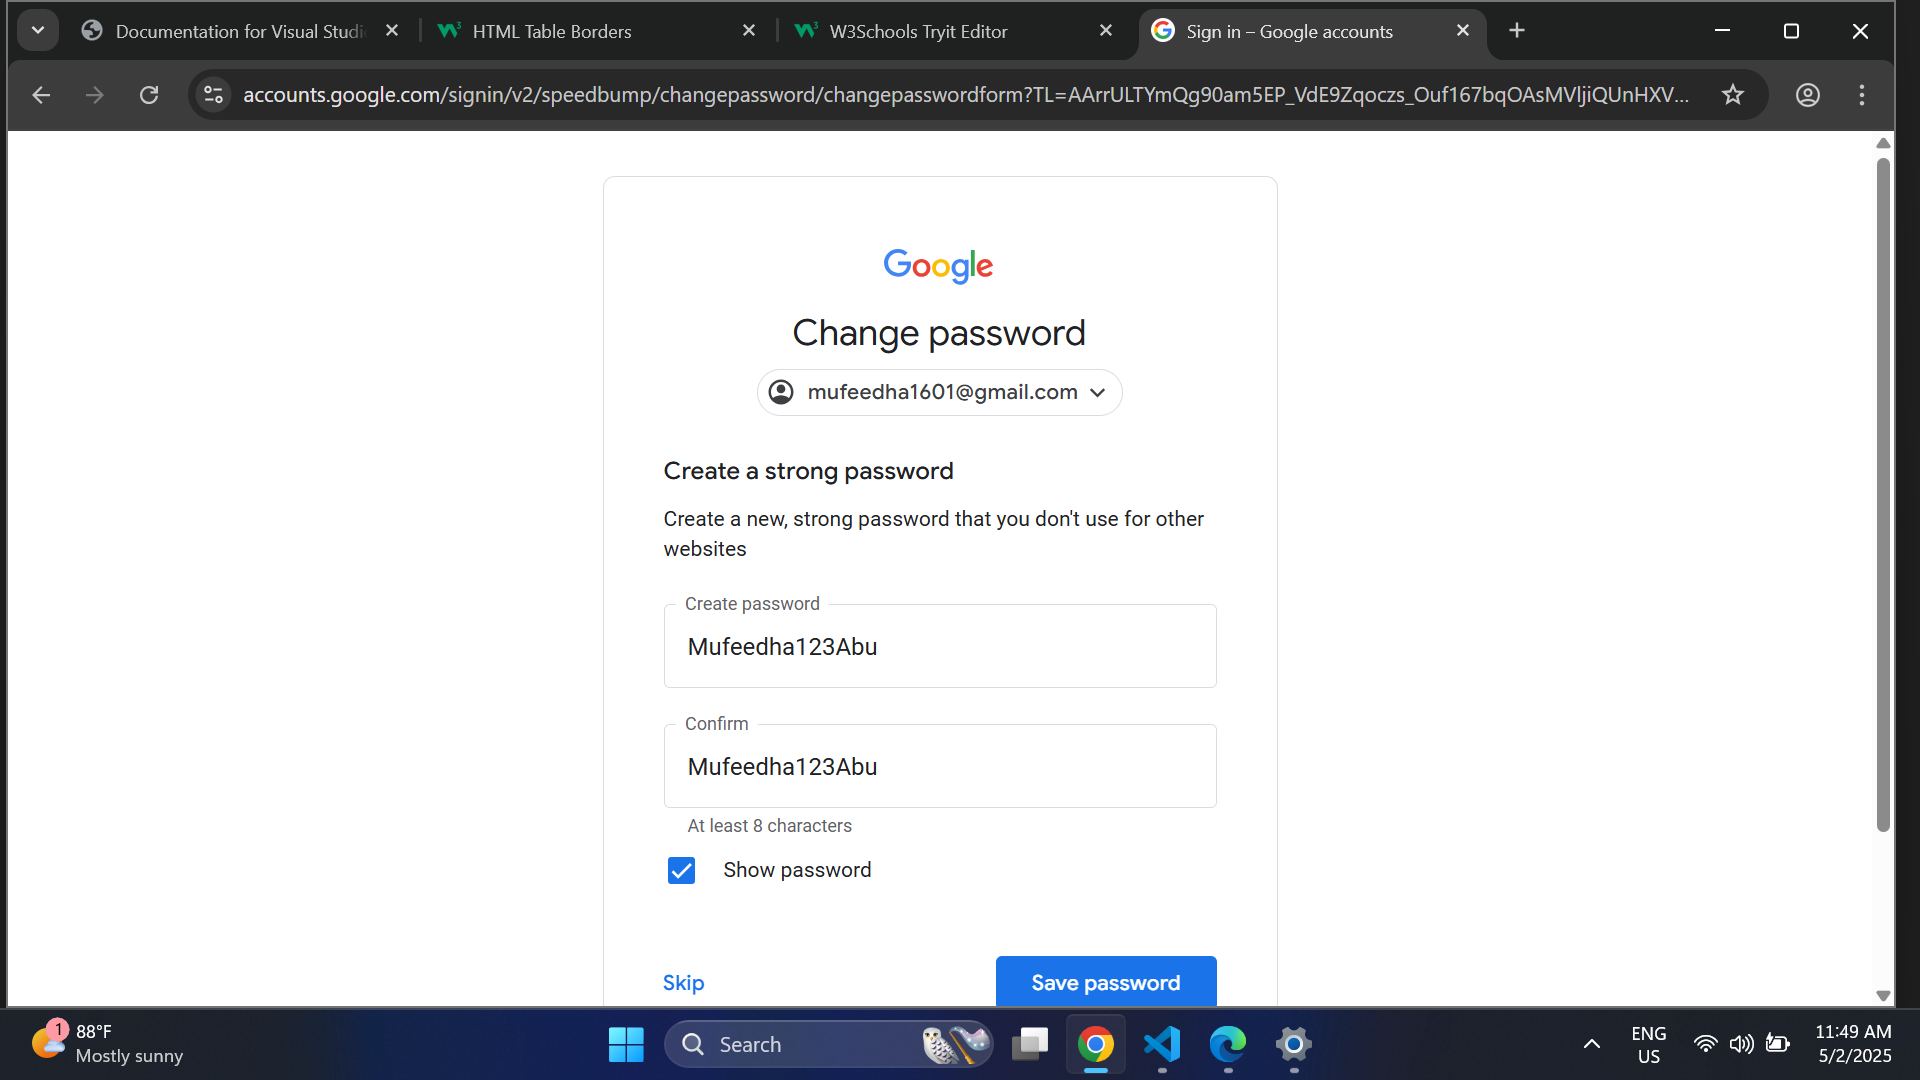 Documentation for Visual Studi
HTML Table Borders
W3Schools Tryit Editor
Sign in – Google accounts
accounts.google.com/signin/v2/speedbump/changepassword/changepasswordform?TL=AArrULTYmQg90am5EP_VdE9Zqoczs_Ouf167bqOAsMVljiQUnHXV...
Google
Change password
mufeedha1601@gmail.com
Create a strong password
Create a new, strong password that you don't use for other
websites
Create password
Mufeedha123Abu
Confirm
Mufeedha123Abu
At least 8 characters
Show password
Skip
Save password
1
88°F
Mostly sunny
Search
ENG
US
11:49 AM
5/2/2025